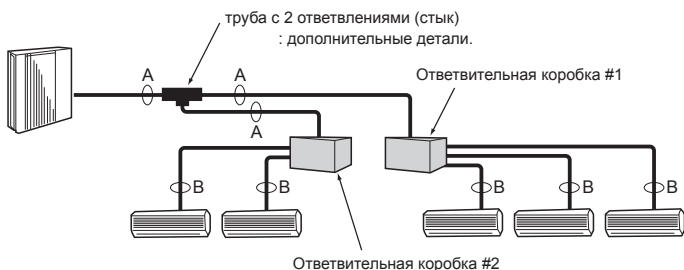 труба с 2 ответвлениями (стык)
: дополнительные детали.
A
A
Ответвительная коробка #1
A
B
B
B
B
B
Ответвительная коробка #2